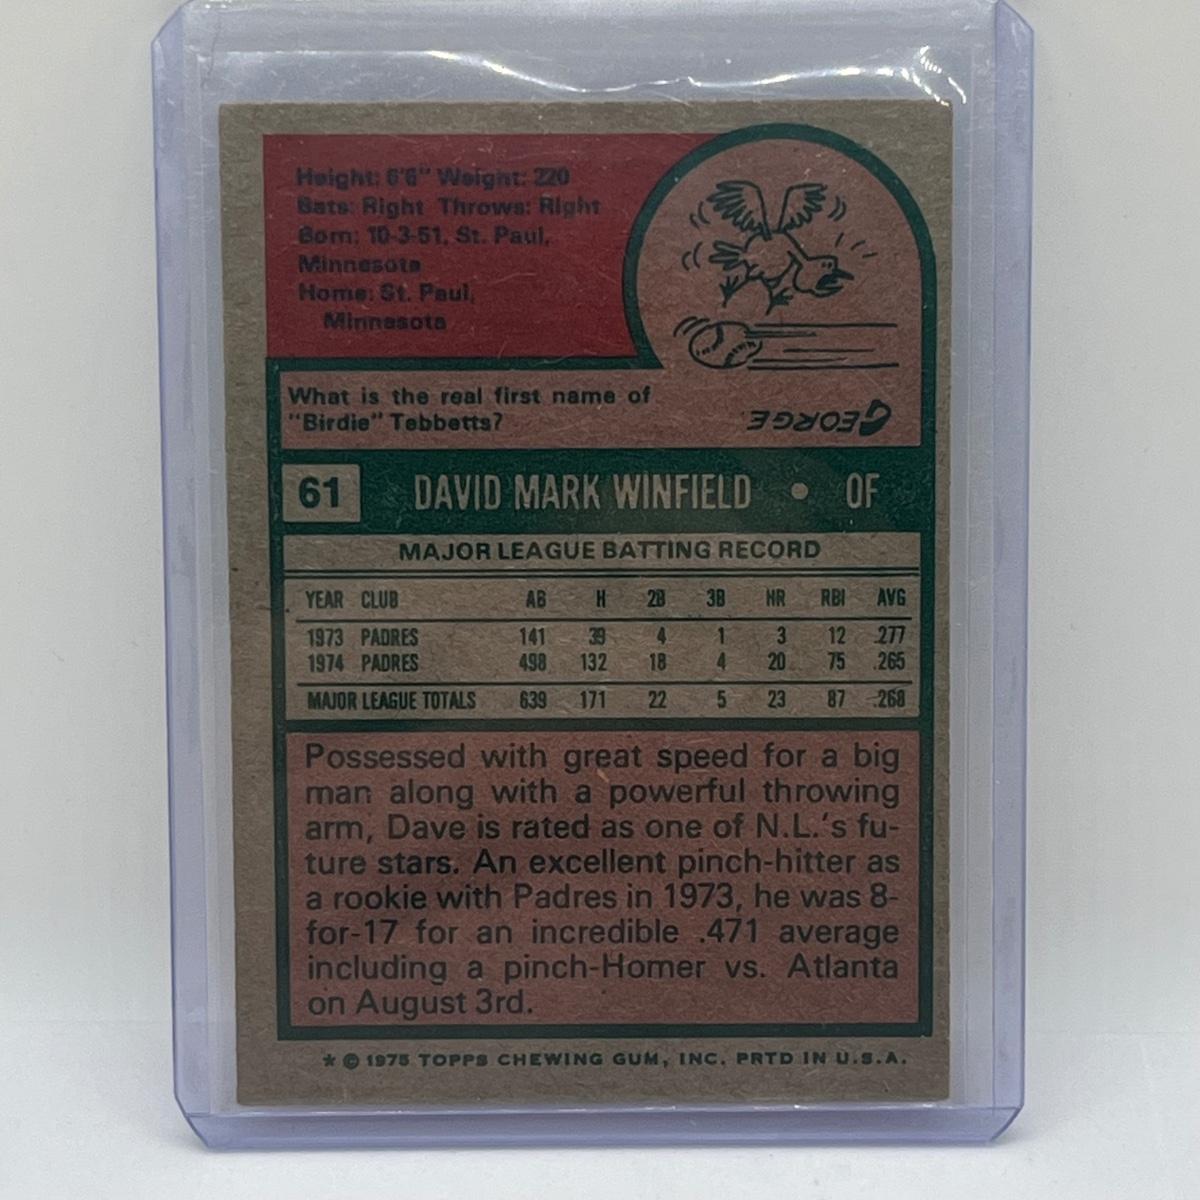 Height: 6'6" Weight: 220
Bats: Right Throws: Right
Born: 10-3-51, St. Paul,
Minnesota
Home: St. Paul,
Minnesota
What is the real first name of
"Birdie" Tebbetts?
GEORGE.
61 DAVID MARK WINFIELD • OF
MAJOR LEAGUE BATTING RECORD
YEAR CLUB AB H 2B 3B HR RBI AVG
1973 PADRES 141 39 4 1 3 12 .277
1974 PADRES 498 132 18 4 20 75 .265
MAJOR LEAGUE TOTALS 639 171 22 5 23 87 .268
Possessed with great speed for a big
man along with a powerful throwing
arm, Dave is rated as one of N.L.'s fu-
ture stars. An excellent pinch-hitter as
a rookie with Padres in 1973, he was 8-
for-17 for an incredible .471 average
including a pinch-Homer vs. Atlanta
on August 3rd.
* © 1975 TOPPS CHEWING GUM, INC. PRTD IN U.S.A.